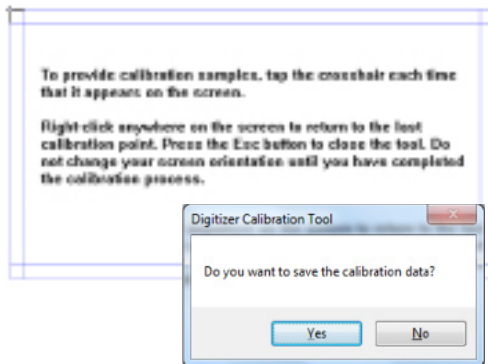 To provide calibration samples, tap the crosshair each time
that it appears on the screen.
Right-click anywhere on the screen to return to the last
calibration point. Press the Esc button to close the tool. Do
not change your screen orientation until you have completed
the calibration process.
Digitizer Calibration Tool
Do you want to save the calibration data?
Yes
No